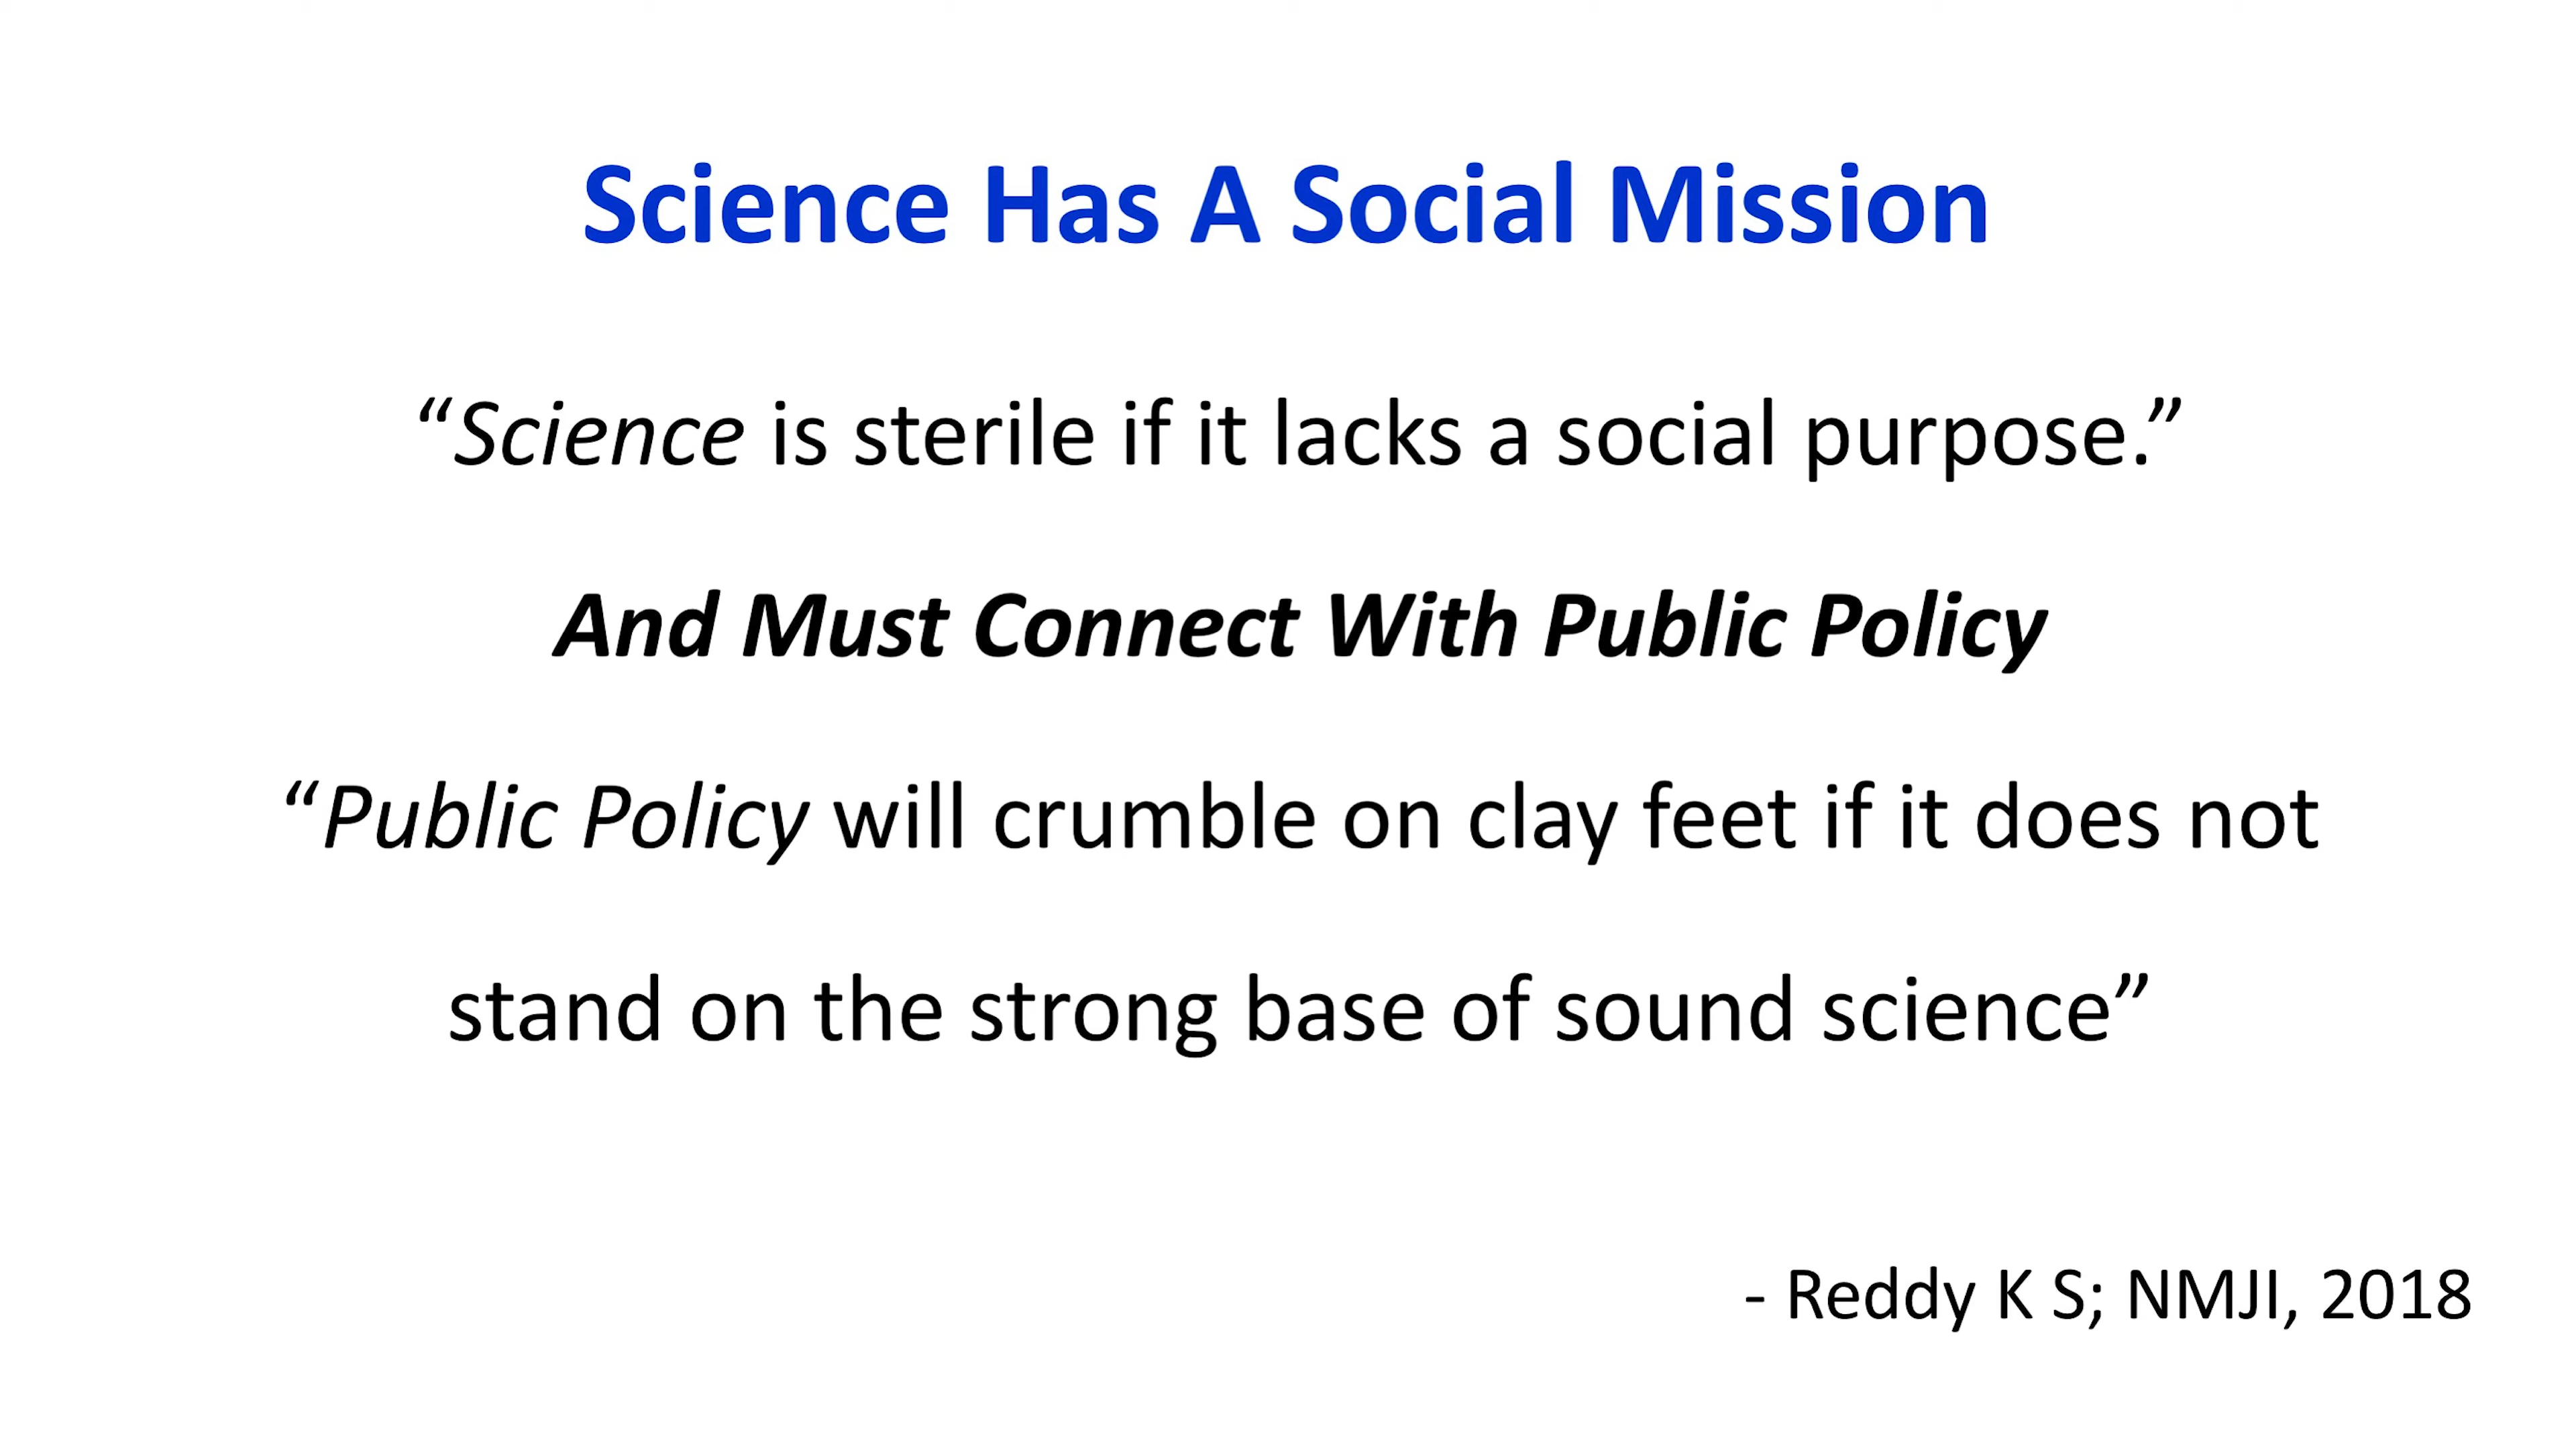 Science Has A Social Mission
“Science is sterile if it lacks a social purpose.”
And Must Connect With Public Policy
“Public Policy will crumble on clay feet if it does not
stand on the strong base of sound science”
- Reddy K S; NMJI, 2018